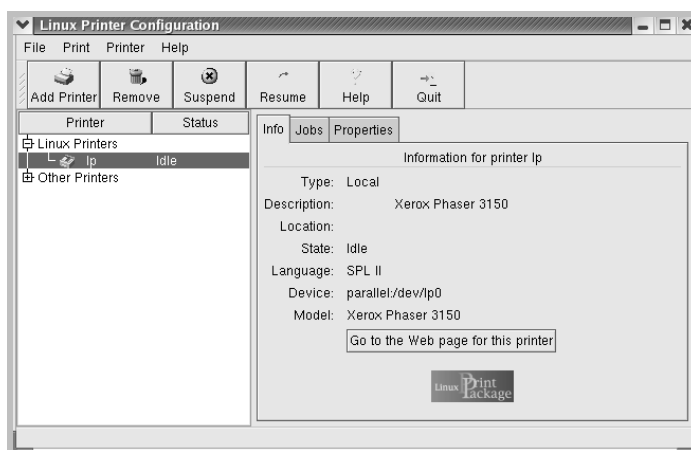 Linux Printer Configuration
File Print Printer Help
Add Printer Remove Suspend Resume Help Quit
Printer Status
Linux Printers
lp Idle
Other Printers
Info Jobs Properties
Information for printer lp
Type: Local
Description: Xerox Phaser 3150
Location:
State: Idle
Language: SPL II
Device: parallel:/dev/lp0
Model: Xerox Phaser 3150
Go to the Web page for this printer
Linux Print Package